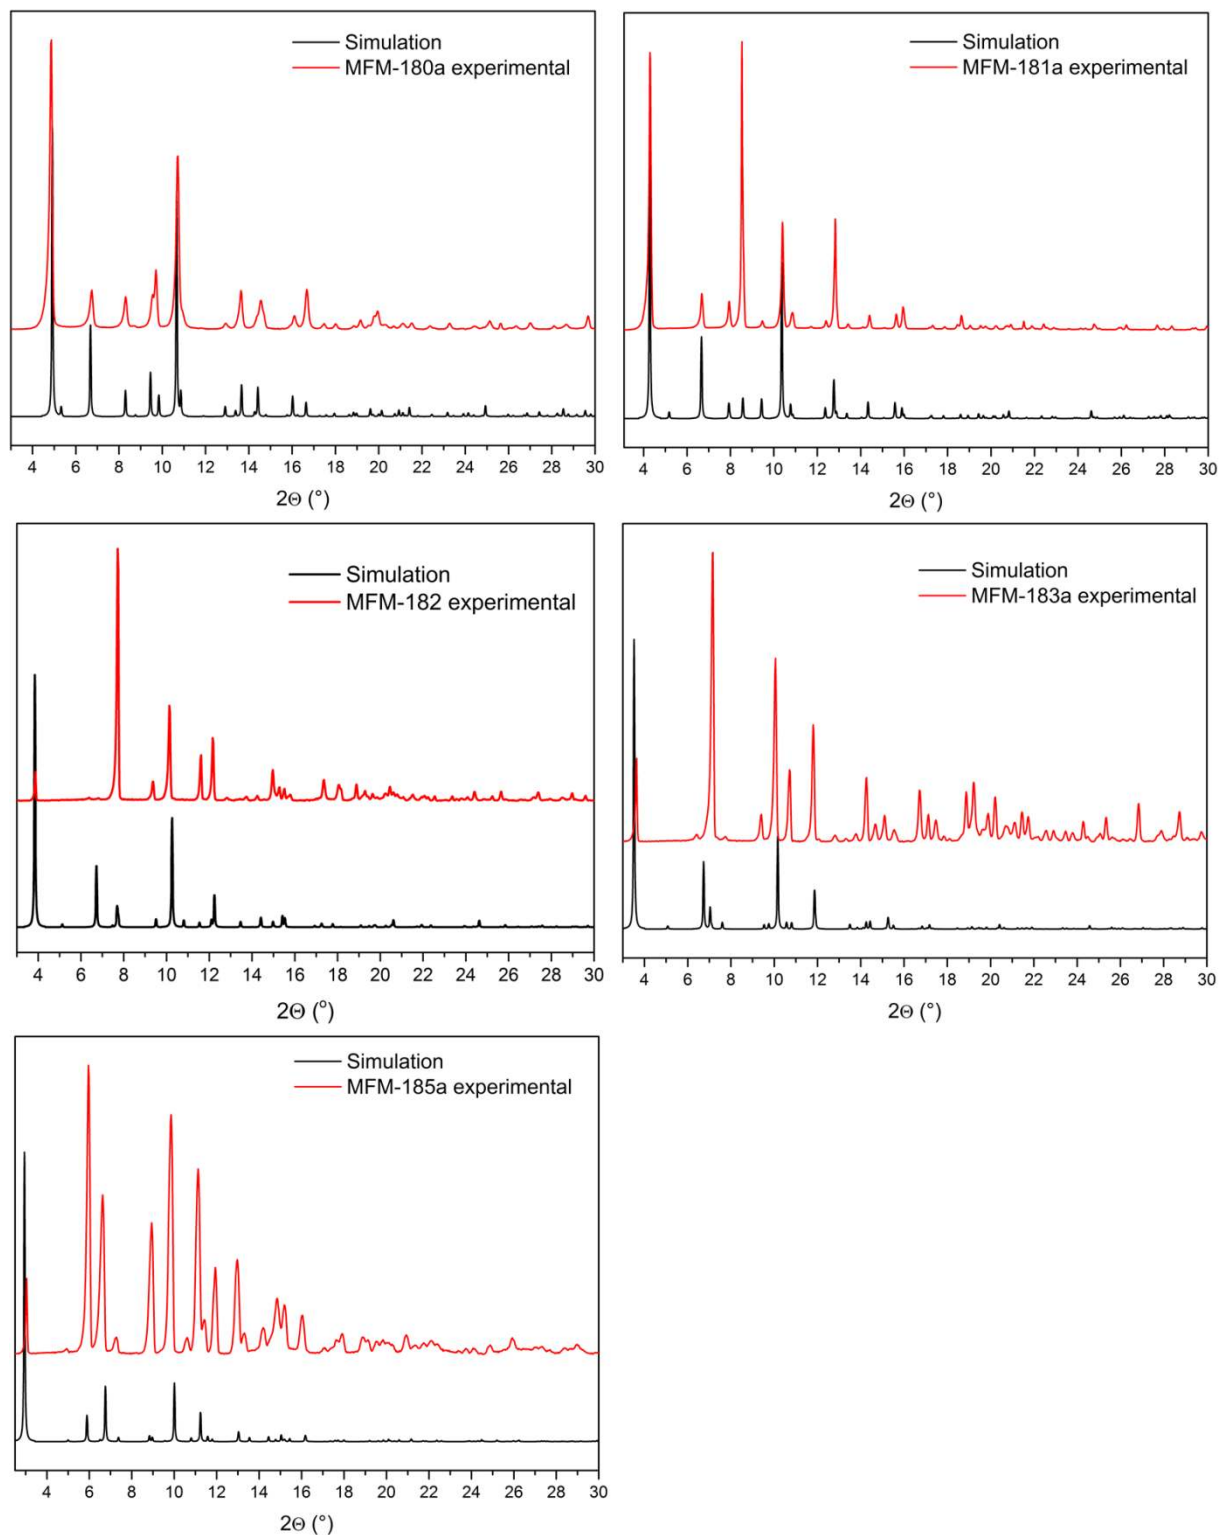 Simulation
MFM-180a experimental
4 6 8 10 12 14 16 18 20 22 24 26 28 30
2Θ (°)
Simulation
MFM-181a experimental
4 6 8 10 12 14 16 18 20 22 24 26 28 30
2Θ (°)
Simulation
MFM-182 experimental
4 6 8 10 12 14 16 18 20 22 24 26 28 30
2Θ (°)
Simulation
MFM-183a experimental
4 6 8 10 12 14 16 18 20 22 24 26 28 30
2Θ (°)
Simulation
MFM-185a experimental
4 6 8 10 12 14 16 18 20 22 24 26 28 30
2Θ (°)